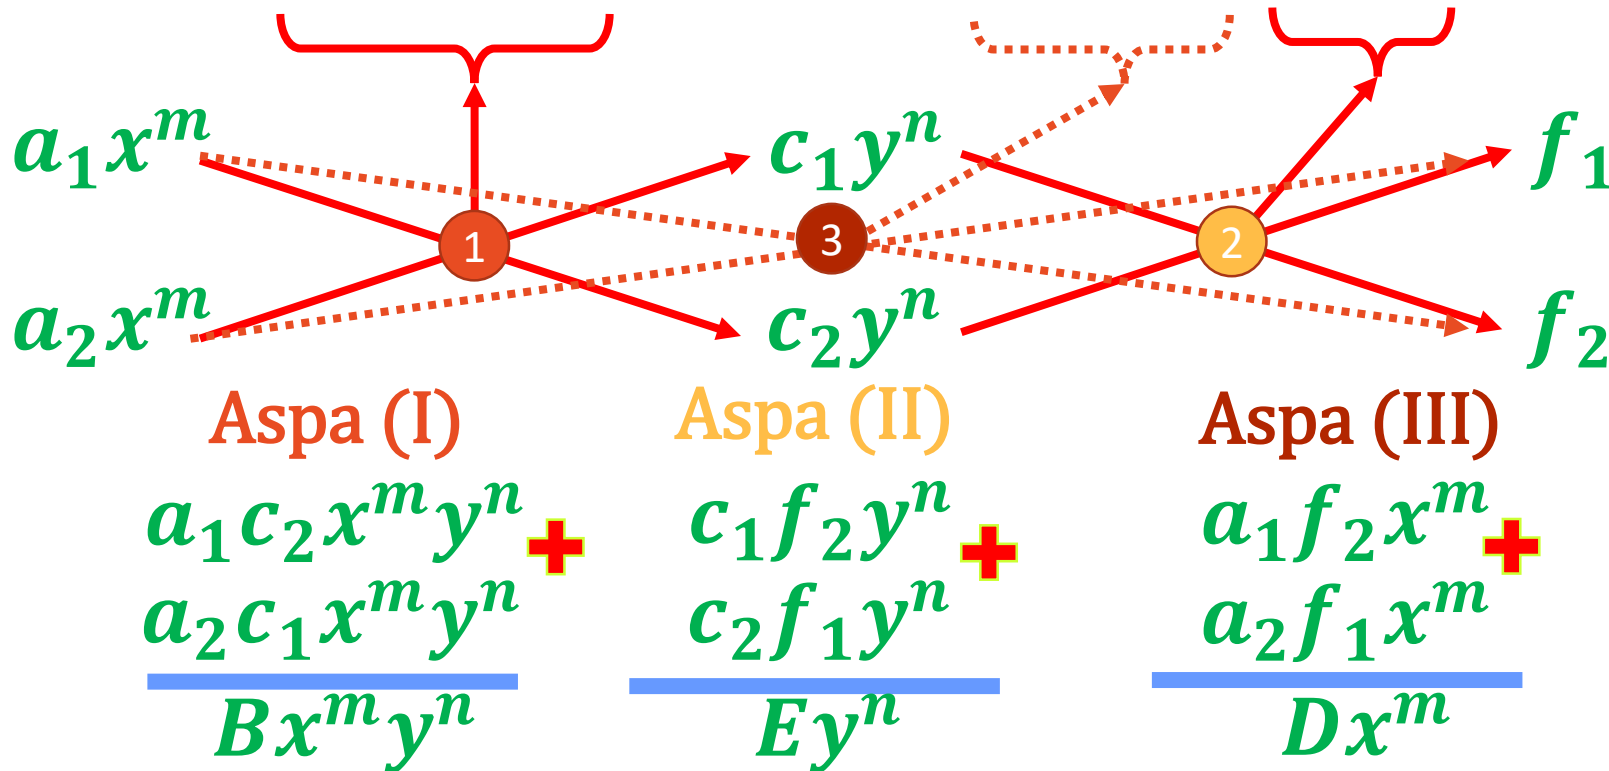 a₁xᵐ c₁yⁿ f₁
1 3 2
a₂xᵐ c₂yⁿ f₂
Aspa (I) Aspa (II) Aspa (III)
a₁c₂xᵐyⁿ + c₁f₂yⁿ + a₁f₂xᵐ +
a₂c₁xᵐyⁿ c₂f₁yⁿ a₂f₁xᵐ
Bxᵐyⁿ Eyⁿ Dxᵐ